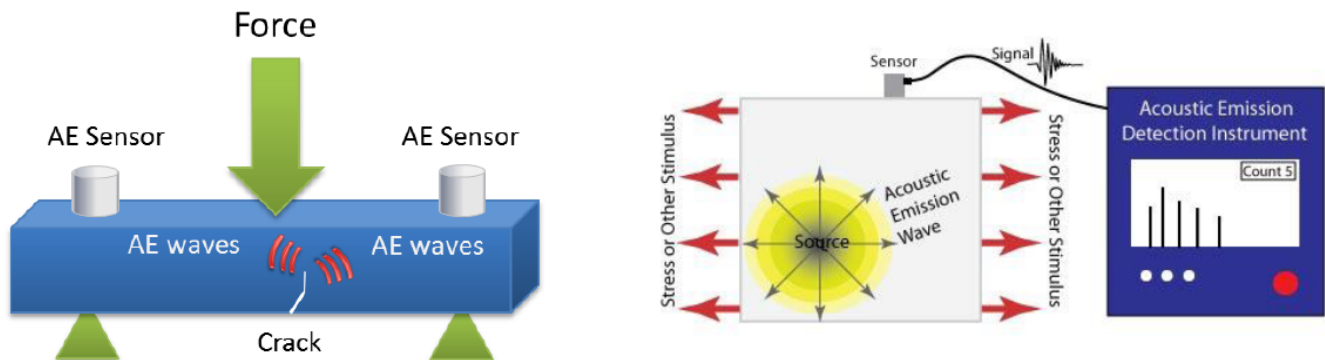 Force
AE Sensor
AE Sensor
AE waves
AE waves
Crack
Signal
Sensor
Stress or Other Stimulus
Source
Acoustic
Emission
Wave
Stress or Other Stimulus
Acoustic Emission
Detection Instrument
Count 5